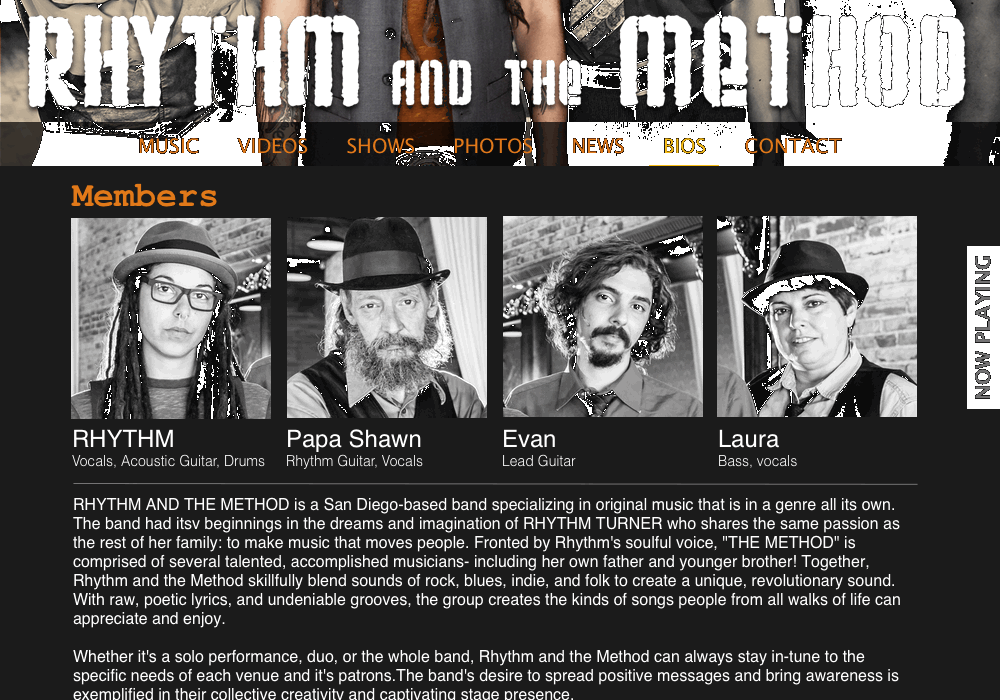 RHYTHM AND THE METHOD
MUSIC VIDEOS SHOWS PHOTOS NEWS BIOS CONTACT
Members
RHYTHM
Vocals, Acoustic Guitar, Drums
Papa Shawn
Rhythm Guitar, Vocals
Evan
Lead Guitar
Laura
Bass, vocals
NOW PLAYING
RHYTHM AND THE METHOD is a San Diego-based band specializing in original music that is in a genre all its own.
The band had itsv beginnings in the dreams and imagination of RHYTHM TURNER who shares the same passion as
the rest of her family: to make music that moves people. Fronted by Rhythm's soulful voice, "THE METHOD" is
comprised of several talented, accomplished musicians- including her own father and younger brother! Together,
Rhythm and the Method skillfully blend sounds of rock, blues, indie, and folk to create a unique, revolutionary sound.
With raw, poetic lyrics, and undeniable grooves, the group creates the kinds of songs people from all walks of life can
appreciate and enjoy.
Whether it's a solo performance, duo, or the whole band, Rhythm and the Method can always stay in-tune to the
specific needs of each venue and it's patrons.The band's desire to spread positive messages and bring awareness is
exemplified in their collective creativity and captivating stage presence.